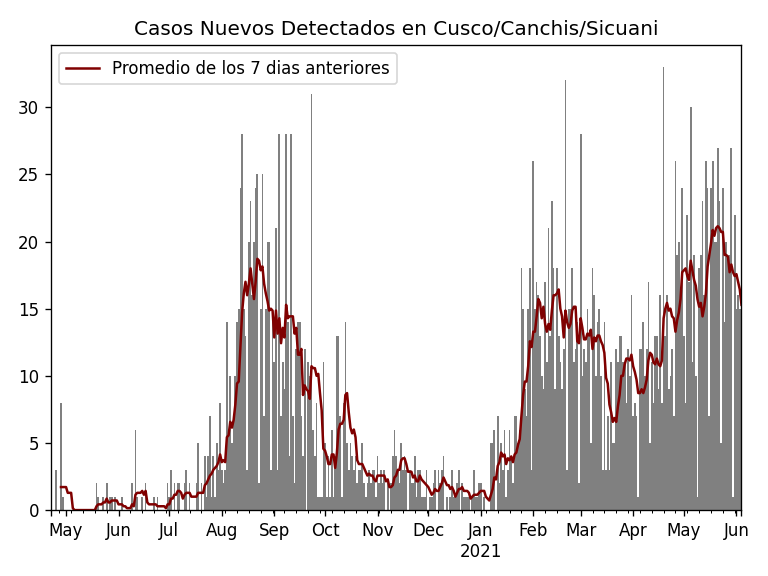 Casos Nuevos Detectados en Cusco/Canchis/Sicuani
Promedio de los 7 dias anteriores
30
25
20
15
10
5
0
May Jun Jul Aug Sep Oct Nov Dec Jan Feb Mar Apr May Jun
2021